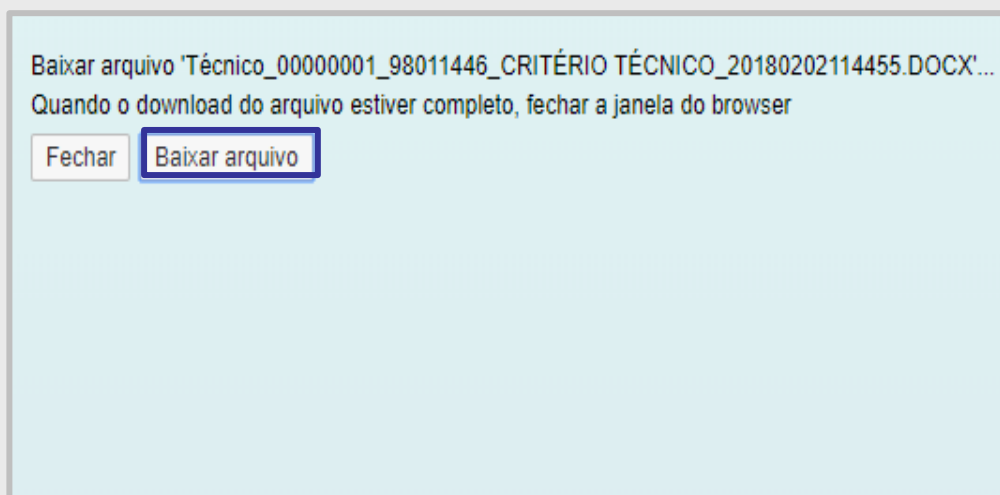 Baixar arquivo 'Técnico_00000001_98011446_CRITÉRIO TÉCNICO_20180202114455.DOCX'...
Quando o download do arquivo estiver completo, fechar a janela do browser
Fechar Baixar arquivo